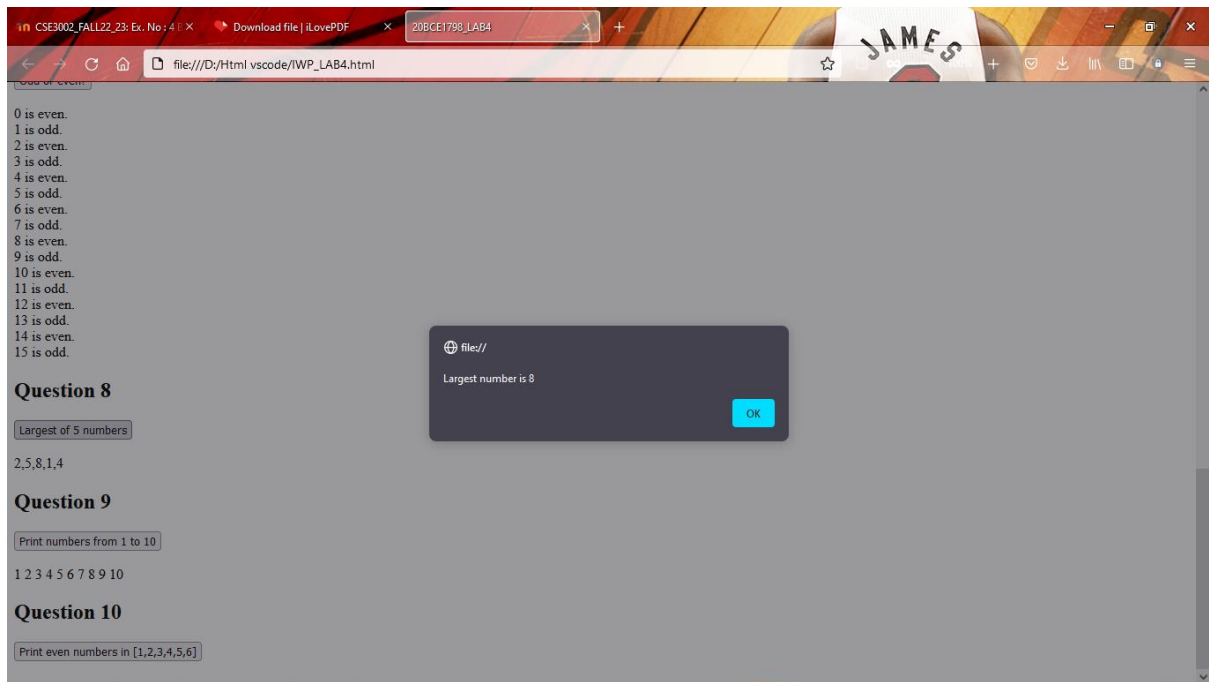 CSE3002_FALL22_23: Ex. No : 4
Download file | iLovePDF
20BCE1798_LAB4
JAMES
file:///D:/Html vscode/IWP_LAB4.html
0 is even.
1 is odd.
2 is even.
3 is odd.
4 is even.
5 is odd.
6 is even.
7 is odd.
8 is even.
9 is odd.
10 is even.
11 is odd.
12 is even.
13 is odd.
14 is even.
15 is odd.
file://
Largest number is 8
OK
Question 8
Largest of 5 numbers
2,5,8,1,4
Question 9
Print numbers from 1 to 10
1 2 3 4 5 6 7 8 9 10
Question 10
Print even numbers in [1,2,3,4,5,6]